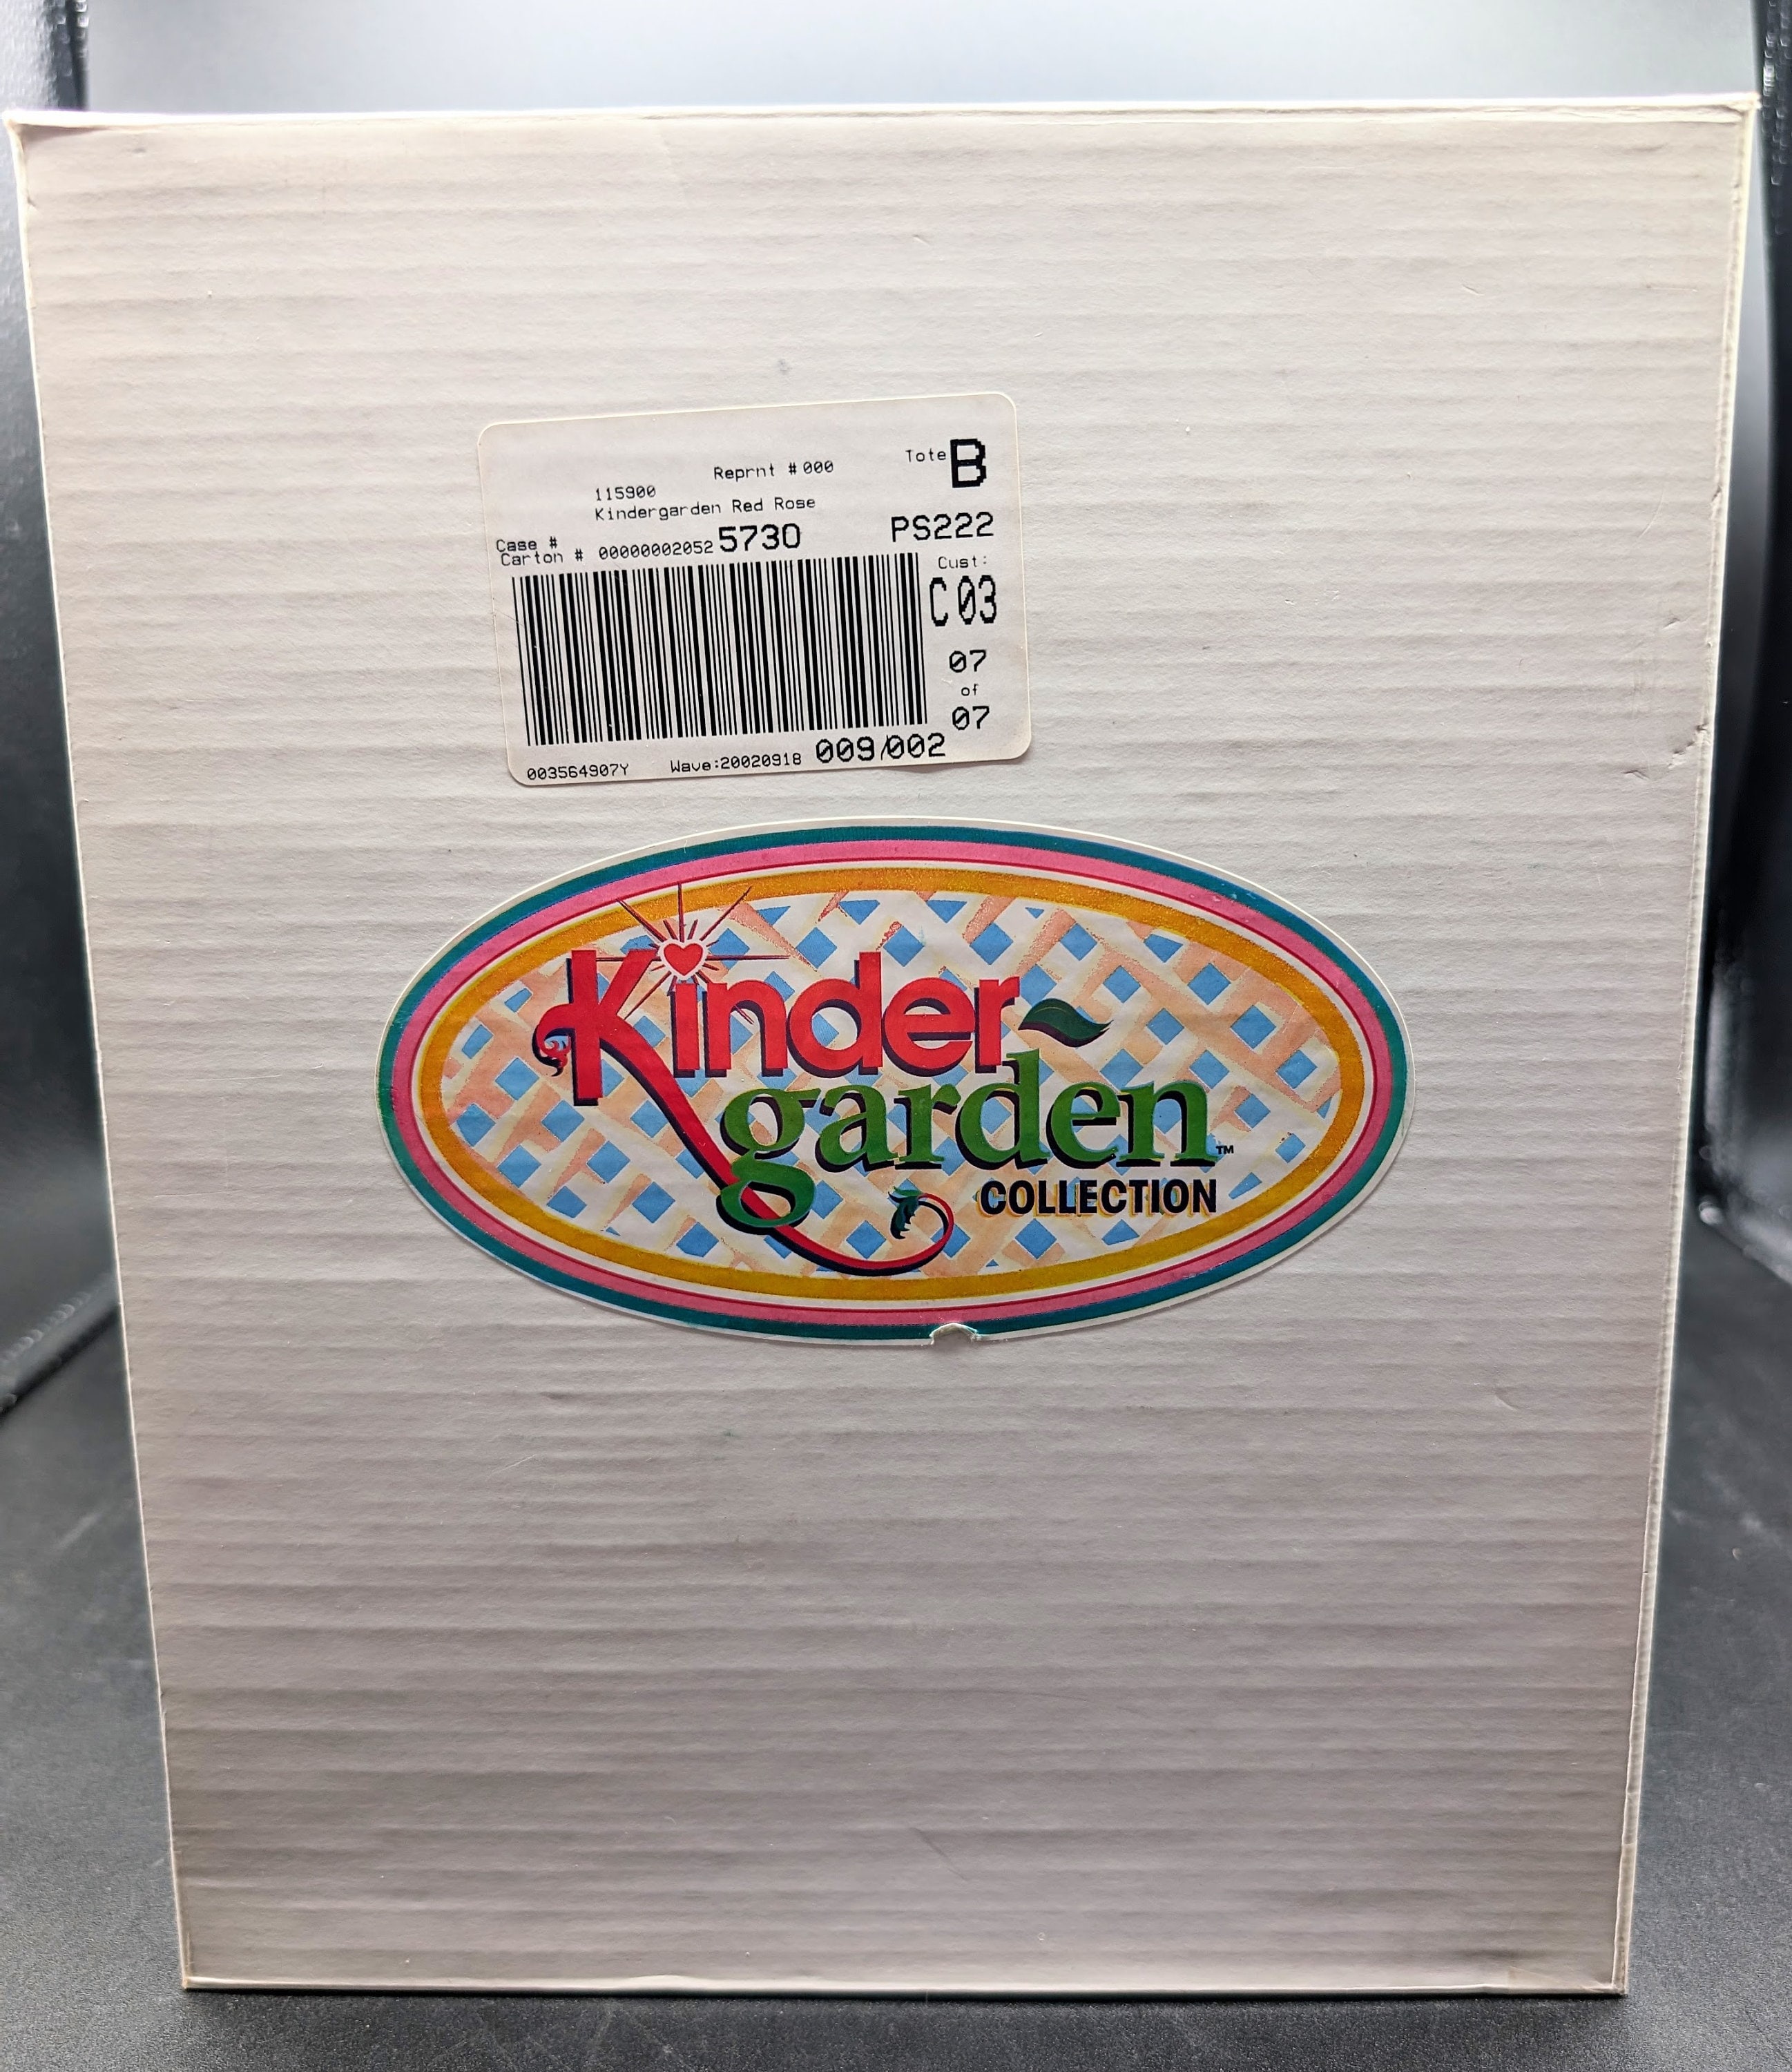 Reprnt # 000
Tote B
115900
Kindergarden Red Rose
Case #
Carton # 00000002052 5730
PS222
Cust:
C03
07
of
07
003564907Y Wave:20020918 009/002
Kinder
garden™
COLLECTION